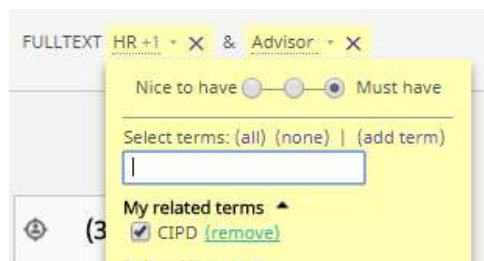 FULLTEXT HR +1 & Advisor
Nice to have Must have
Select terms: (all) (none) | (add term)
My related terms
(3
CIPD (remove)